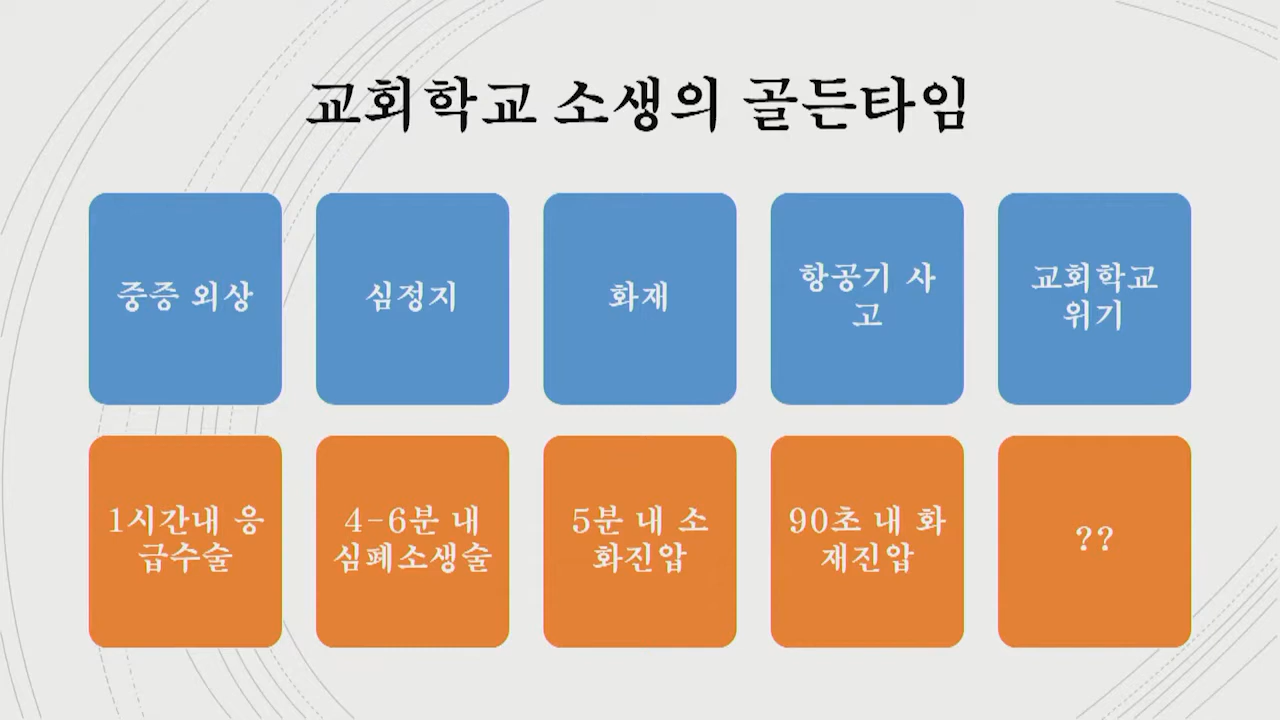 교회학교 소생의 골든타임
중증 외상
심정지
화재
항공기 사
고
교회학교
위기
1시간내 응
급수술
4-6분 내
심폐소생술
5분 내 소
화진압
90초 내 화
재진압
??